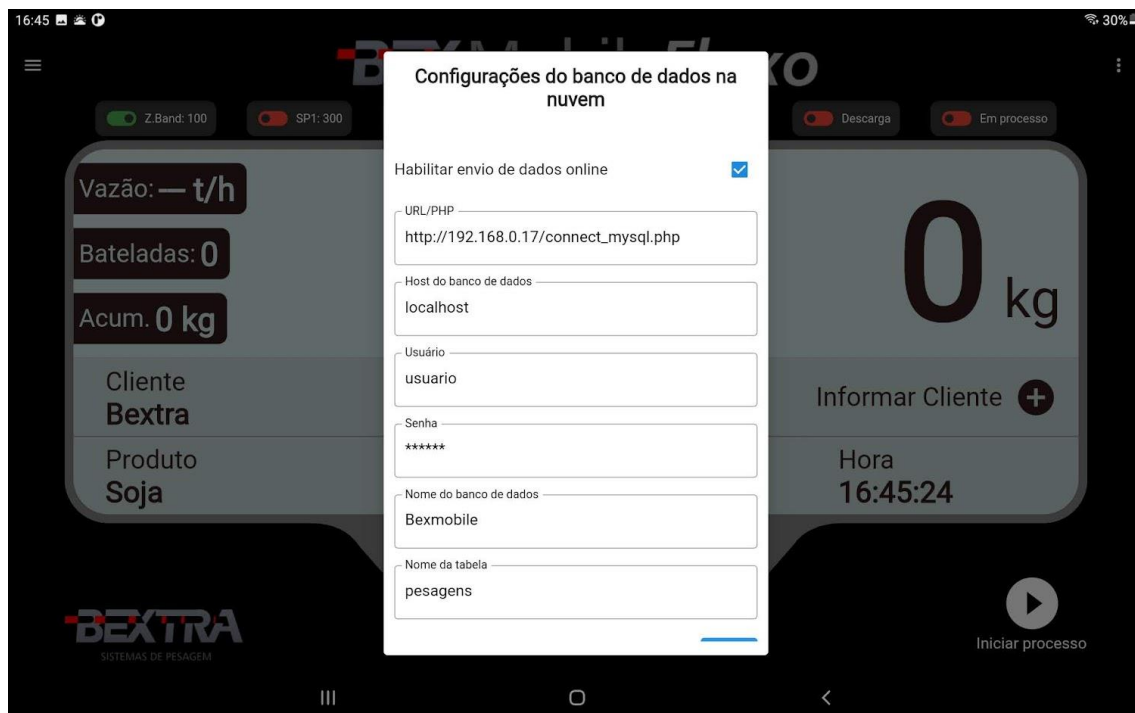 16:45
30%
Configurações do banco de dados na
nuvem
Z.Band: 100
SP1: 300
Descarga
Em processo
Habilitar envio de dados online
URL/PHP
http://192.168.0.17/connect_mysql.php
Host do banco de dados
localhost
Usuário
usuario
Senha
******
Nome do banco de dados
Bexmobile
Nome da tabela
pesagens
Vazão: — t/h
Bateladas: 0
Acum. 0 kg
0 kg
Cliente
Bextra
Informar Cliente
Produto
Soja
Hora
16:45:24
BEXTRA
SISTEMAS DE PESAGEM
Iniciar processo